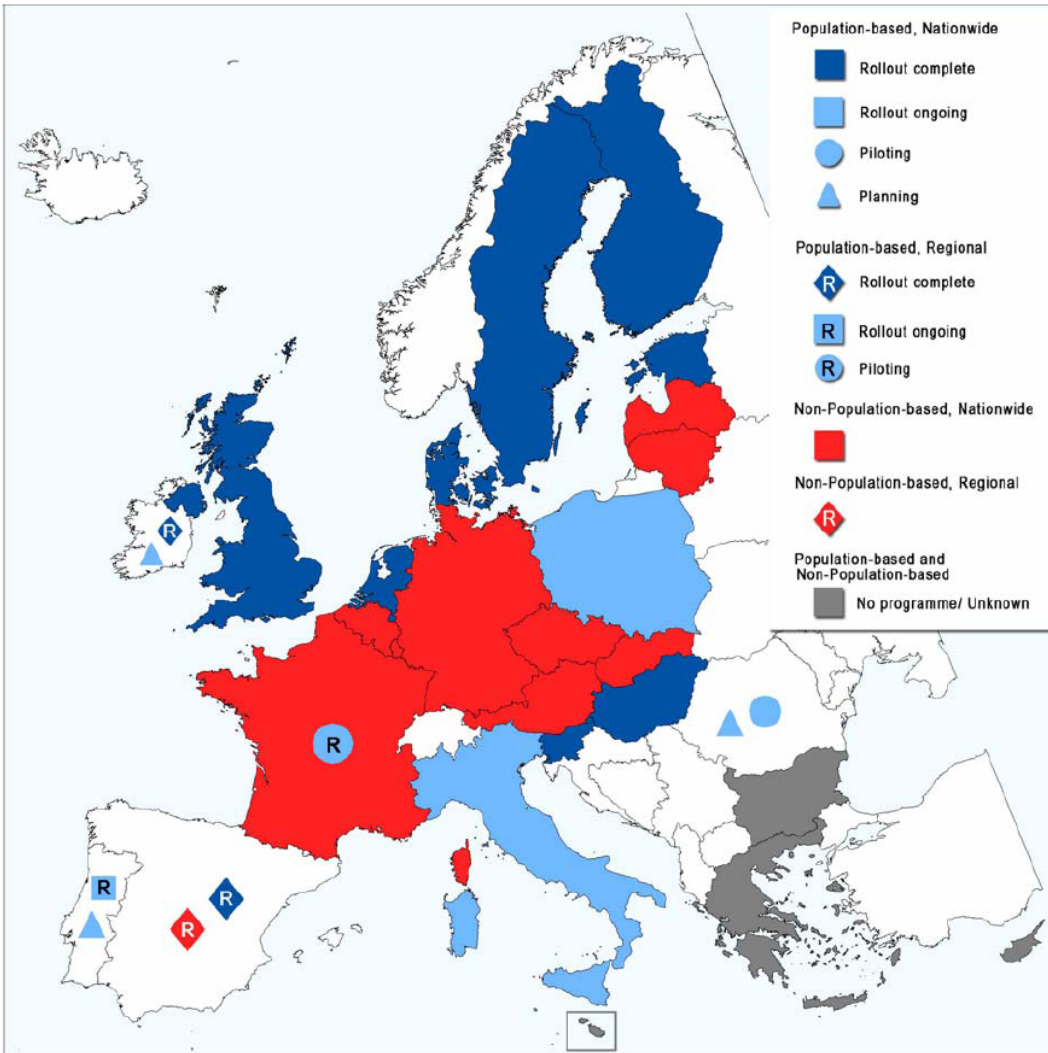 Population-based, Nationwide
Rollout complete
Rollout ongoing
Piloting
Planning
Population-based, Regional
R Rollout complete
R Rollout ongoing
R Piloting
Non-Population-based, Nationwide
Non-Population-based, Regional
R
Population-based and
Non-Population-based
No programme/ Unknown
R
R
R
R
R